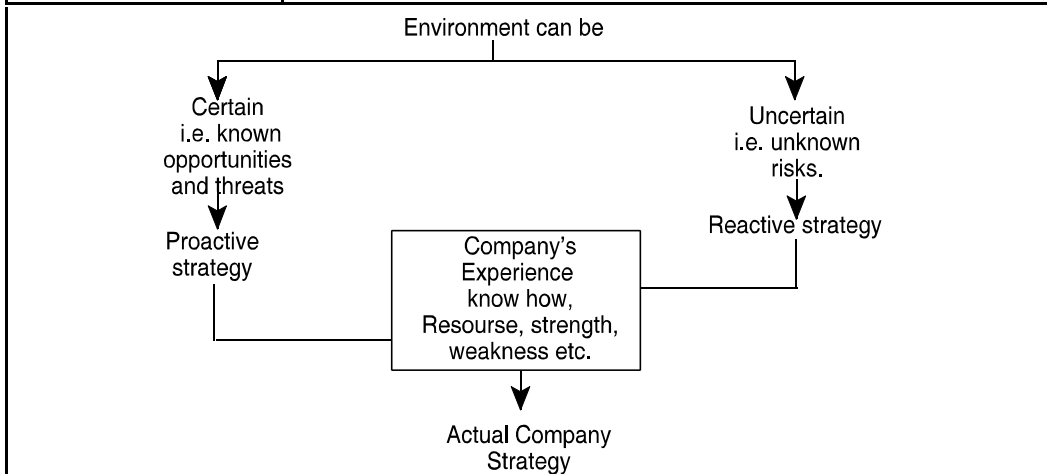 Environment can be
Certain
i.e. known
opportunities
and threats
Uncertain
i.e. unknown
risks.
Proactive
strategy
Reactive strategy
Company's
Experience
know how,
Resourse, strength,
weakness etc.
Actual Company
Strategy